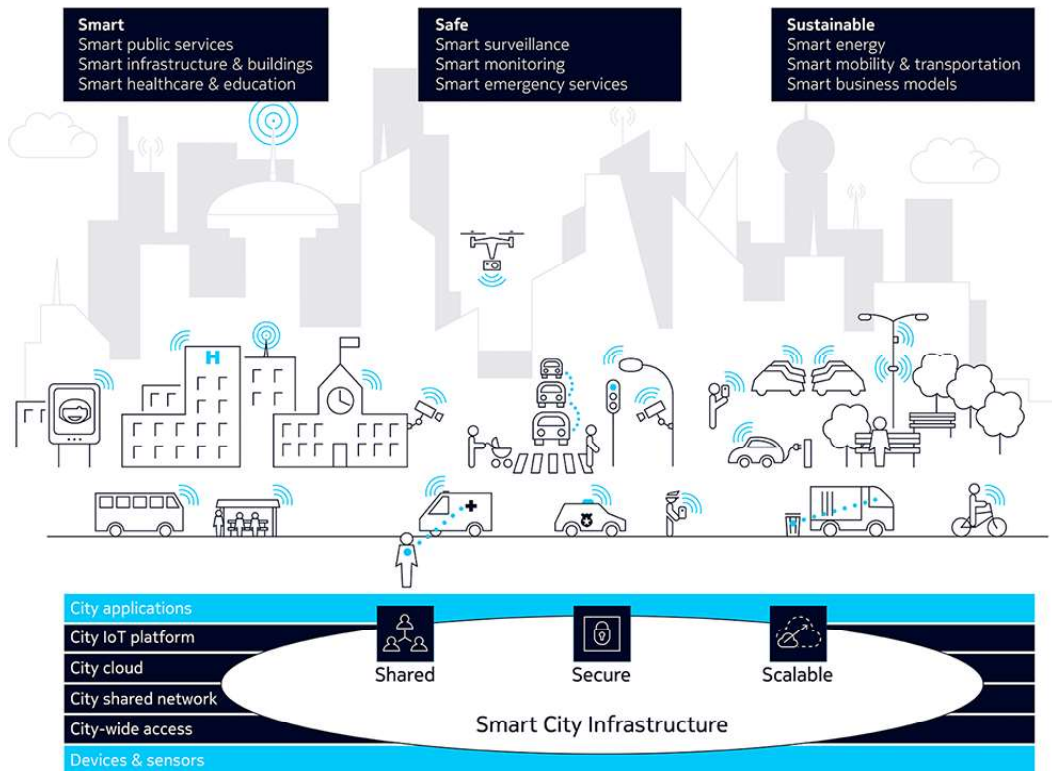 Smart
Smart public services
Smart infrastructure & buildings
Smart healthcare & education
Safe
Smart surveillance
Smart monitoring
Smart emergency services
Sustainable
Smart energy
Smart mobility & transportation
Smart business models
H
City applications
City IoT platform
City cloud
City shared network
City-wide access
Devices & sensors
Shared
Secure
Scalable
Smart City Infrastructure